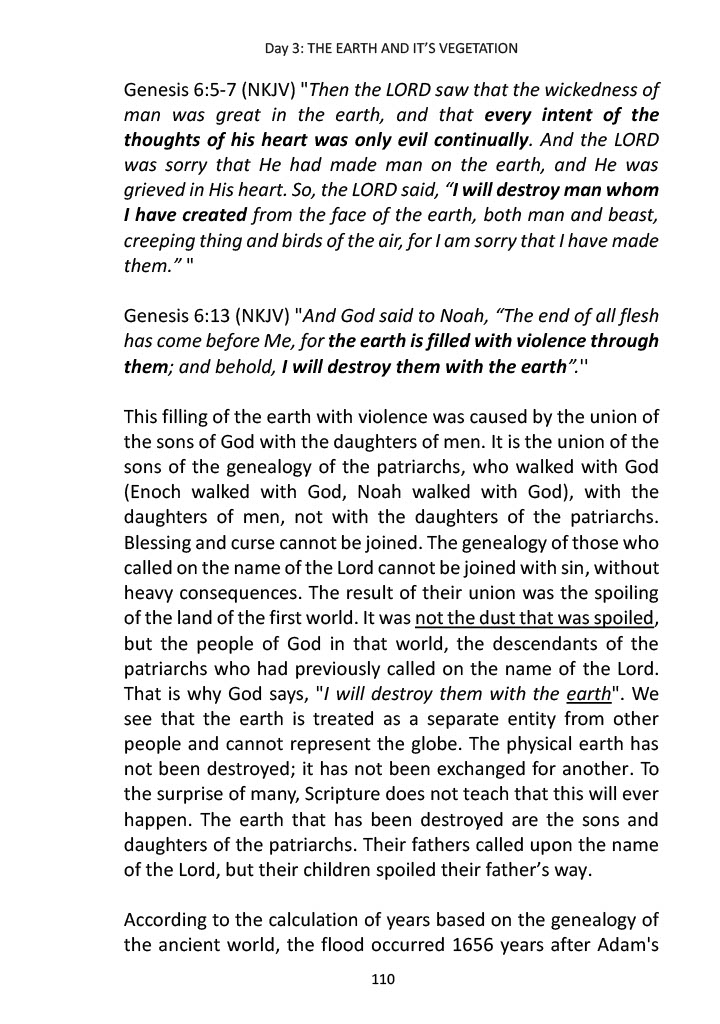 Day 3: THE EARTH AND IT’S VEGETATION
Genesis 6:5-7 (NKJV) "Then the LORD saw that the wickedness of
man was great in the earth, and that every intent of the
thoughts of his heart was only evil continually. And the LORD
was sorry that He had made man on the earth, and He was
grieved in His heart. So, the LORD said, “I will destroy man whom
I have created from the face of the earth, both man and beast,
creeping thing and birds of the air, for I am sorry that I have made
them.” "
Genesis 6:13 (NKJV) "And God said to Noah, “The end of all flesh
has come before Me, for the earth is filled with violence through
them; and behold, I will destroy them with the earth”.''
This filling of the earth with violence was caused by the union of
the sons of God with the daughters of men. It is the union of the
sons of the genealogy of the patriarchs, who walked with God
(Enoch walked with God, Noah walked with God), with the
daughters of men, not with the daughters of the patriarchs.
Blessing and curse cannot be joined. The genealogy of those who
called on the name of the Lord cannot be joined with sin, without
heavy consequences. The result of their union was the spoiling
of the land of the first world. It was not the dust that was spoiled,
but the people of God in that world, the descendants of the
patriarchs who had previously called on the name of the Lord.
That is why God says, "I will destroy them with the earth". We
see that the earth is treated as a separate entity from other
people and cannot represent the globe. The physical earth has
not been destroyed; it has not been exchanged for another. To
the surprise of many, Scripture does not teach that this will ever
happen. The earth that has been destroyed are the sons and
daughters of the patriarchs. Their fathers called upon the name
of the Lord, but their children spoiled their father’s way.
According to the calculation of years based on the genealogy of
the ancient world, the flood occurred 1656 years after Adam's
110